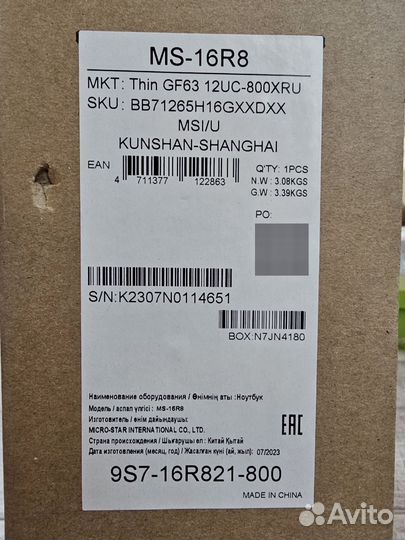 MS-16R8
MKT: Thin GF63 12UC-800XRU
SKU: BB71265H16GXXDXX
MSI/U
KUNSHAN-SHANGHAI
EAN
4 711377 122863
Q'TY: 1PCS
N.W: 3.08KGS
G.W: 3.39KGS
PO:
S/N:K2307N0114651
BOX:N7JN4180
Наименование оборудования / Өнімнің аты :Ноутбук
Модель / аспап үлгісі : MS-16R8
Изготовитель / өнім дайындаушы:
MICRO-STAR INTERNATIONAL CO., LTD.
Страна происхождения / Шығарушы ел : Китай Қытай
Дата изготовления (месяц, год) / Жасалған күні (ай, жыл): 07/2023
EAC
9S7-16R821-800
MADE IN CHINA
Avito